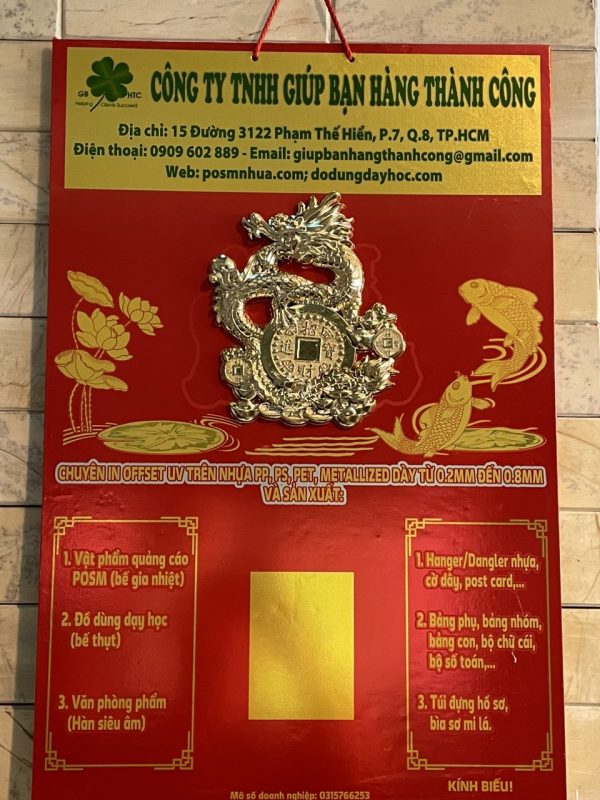 GB HTC
Helping Clients Succeed
CÔNG TY TNHH GIÚP BẠN HÀNG THÀNH CÔNG
Địa chỉ: 15 Đường 3122 Phạm Thế Hiển, P.7, Q.8, TP.HCM
Điện thoại: 0909 602 889 - Email: giupbanhangthanhcong@gmail.com
Web: posmnhua.com; dodungdayhoc.com
CHUYÊN IN OFFSET UV TRÊN NHỰA PP, PS, PET, METALLIZED DÀY TỪ 0.2MM ĐẾN 0.8MM
VÀ SẢN XUẤT:
1. Vật phẩm quảng cáo
POSM (bế gia nhiệt)
2. Đồ dùng dạy học
(bế thụt)
3. Văn phòng phẩm
(Hàn siêu âm)
1. Hanger/Dangler nhựa,
cờ dây, post card,...
2. Bảng phụ, bảng nhóm,
bảng con, bộ chữ cái,
bộ số toán,...
3. Túi đựng hồ sơ,
bìa sơ mi lá.
KÍNH BIẾU!
Mã số doanh nghiệp: 0315766253